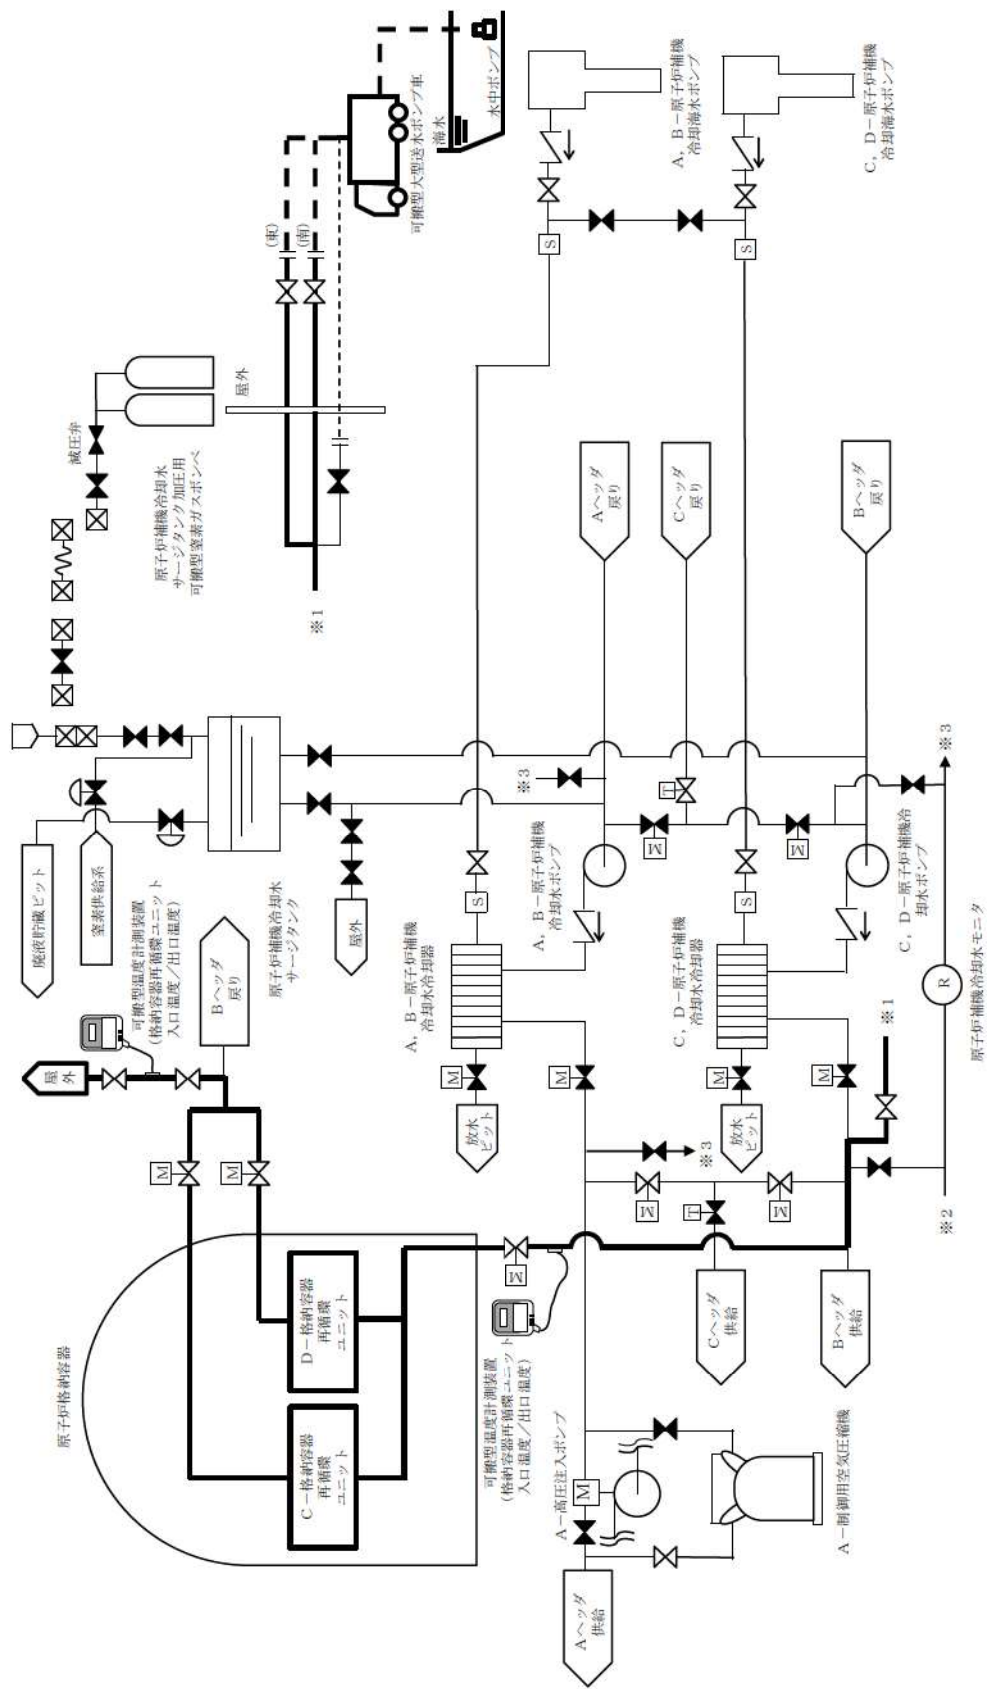 原子炉格納容器
C-格納容器
再循環
ユニット
D-格納容器
再循環
ユニット
M
M
屋外
可搬型温度計測装置
(格納容器再循環ユニット
入口温度/出口温度)
Bヘッダ
戻り
廃液貯蔵ピット
窒素供給系
原子炉補機冷却水
サージタンク
屋外
減圧弁
原子炉補機冷却水
サージタンク加圧用
可搬型窒素ガスボンベ
屋外
※1
(東)
(南)
可搬型大型送水ポンプ車
海水
水中ポンプ
M
可搬型温度計測装置
(格納容器再循環ユニット
入口温度/出口温度)
A-高圧注入ポンプ
M
Aヘッダ
供給
A-制御用空気圧縮機
Cヘッダ
供給
Bヘッダ
供給
M
T
M
※3
放水
ピット
M
M
A,B-原子炉補機
冷却水冷却器
S
放水
ピット
M
M
C,D-原子炉補機
冷却水冷却器
S
A,B-原子炉補機
冷却水ポンプ
C,D-原子炉補機冷
却水ポンプ
※3
M
T
M
Aヘッダ
戻り
Cヘッダ
戻り
Bヘッダ
戻り
S
S
A,B-原子炉補機
冷却海水ポンプ
C,D-原子炉補機
冷却海水ポンプ
※1
※2
R
原子炉補機冷却水モニタ
※3